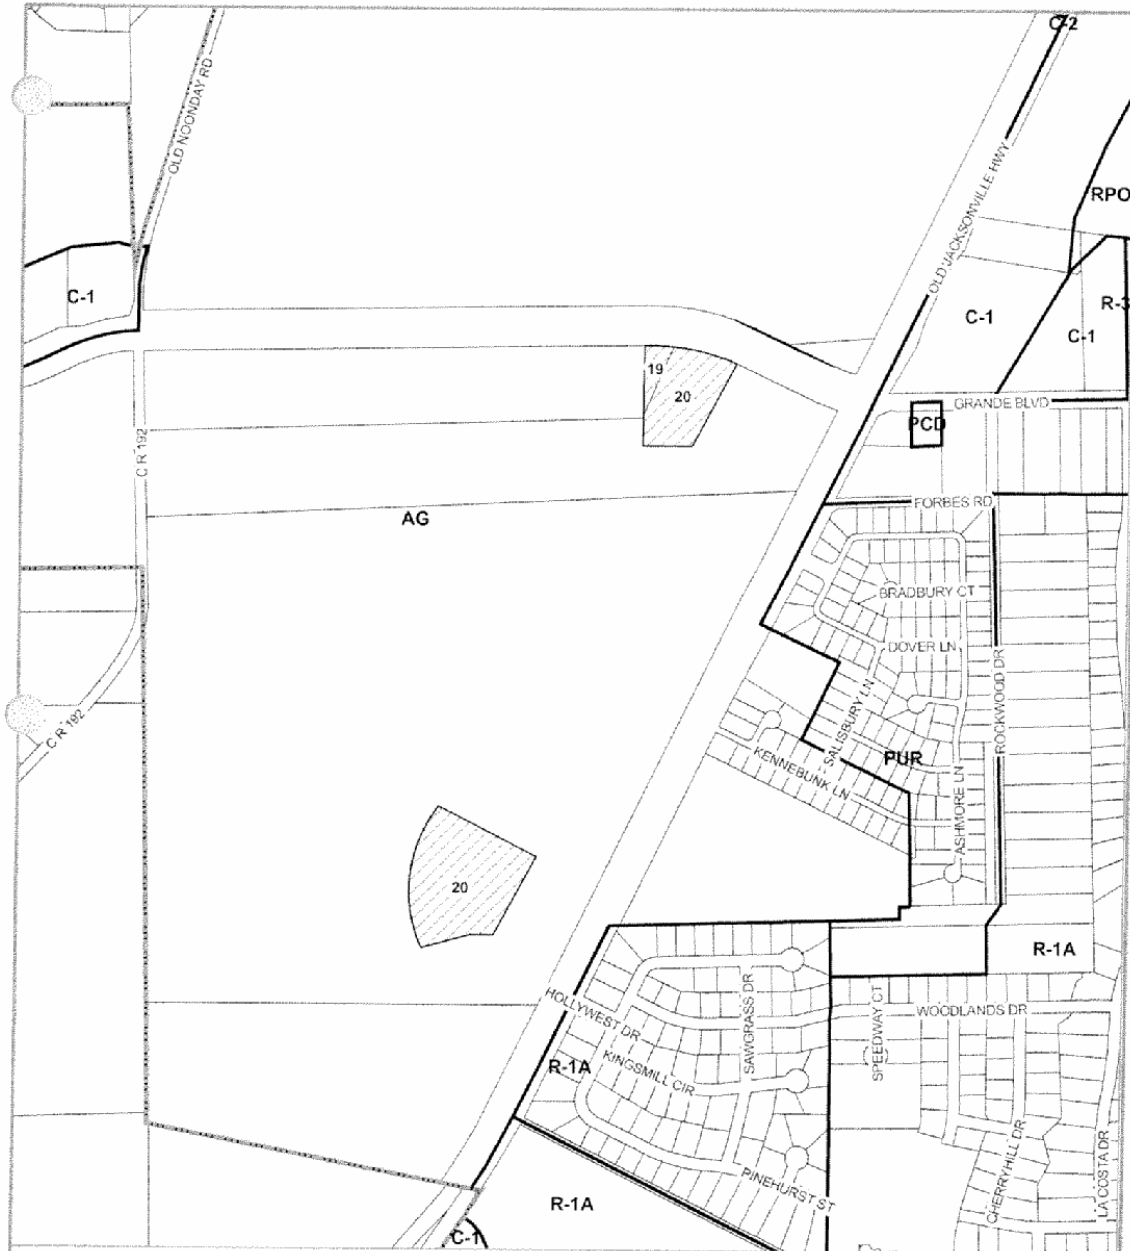 C-2
OLD NOONDAY RD
OLD JACKSONVILLE HWY
RPO
C-1
C-1
R-3
C-1
19
20
GRANDE BLVD
PCD
C R 192
FORBES RD
AG
BRADBURY CT
DOVER LN
ROCKWOOD DR
SALISBURY LN
C R 192
KENNEBUNK LN
PUR
ASHMORE LN
20
R-1A
HOLLYWEST DR
SAWGRASS DR
SPEEDWAY CT
WOODLANDS DR
R-1A
KINGSMILL CIR
CHERRYHILL DR
LA COSTA DR
PINEHURST ST
R-1A
C-1